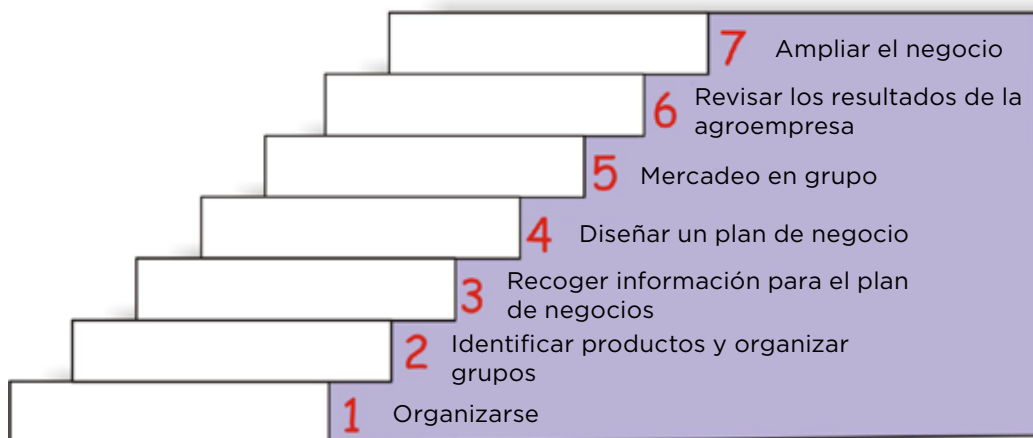 7 Ampliar el negocio
6 Revisar los resultados de la
agroempresa
5 Mercadeo en grupo
4 Diseñar un plan de negocio
3 Recoger información para el plan
de negocios
2 Identificar productos y organizar
grupos
1 Organizarse